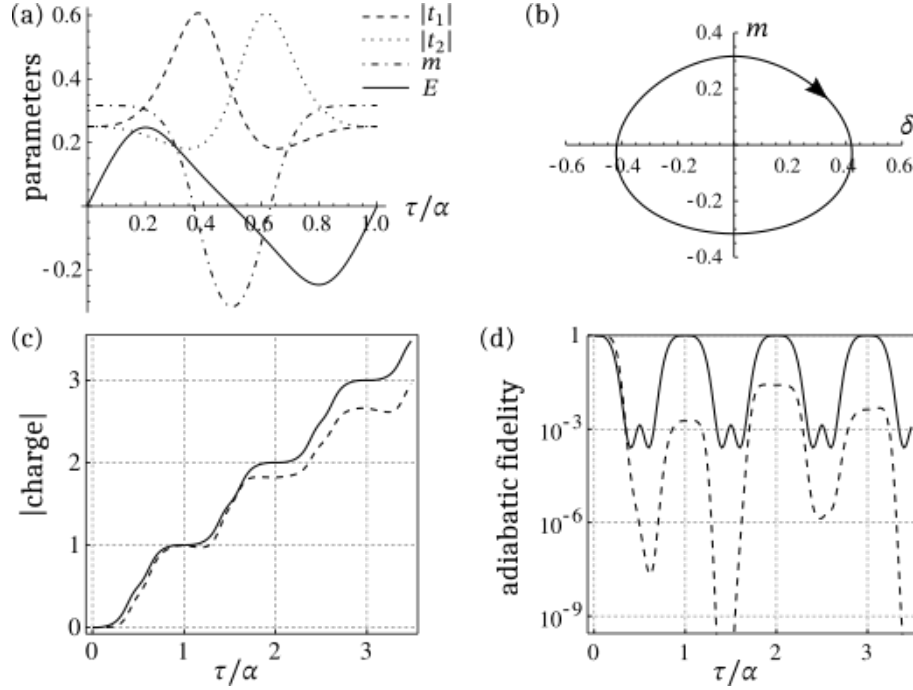 (a)
|t₁|
|t₂|
m
E
parameters
0.6
0.4
0.2
-0.2
0.2 0.4 0.6 0.8 1.0
τ/α
(b)
m
δ
0.4
0.2
-0.2
-0.4
-0.6 -0.4 -0.2 0.2 0.4 0.6
(c)
|charge|
3
2
1
0
0 1 2 3
τ/α
(d)
adiabatic fidelity
1
10⁻³
10⁻⁶
10⁻⁹
0 1 2 3
τ/α